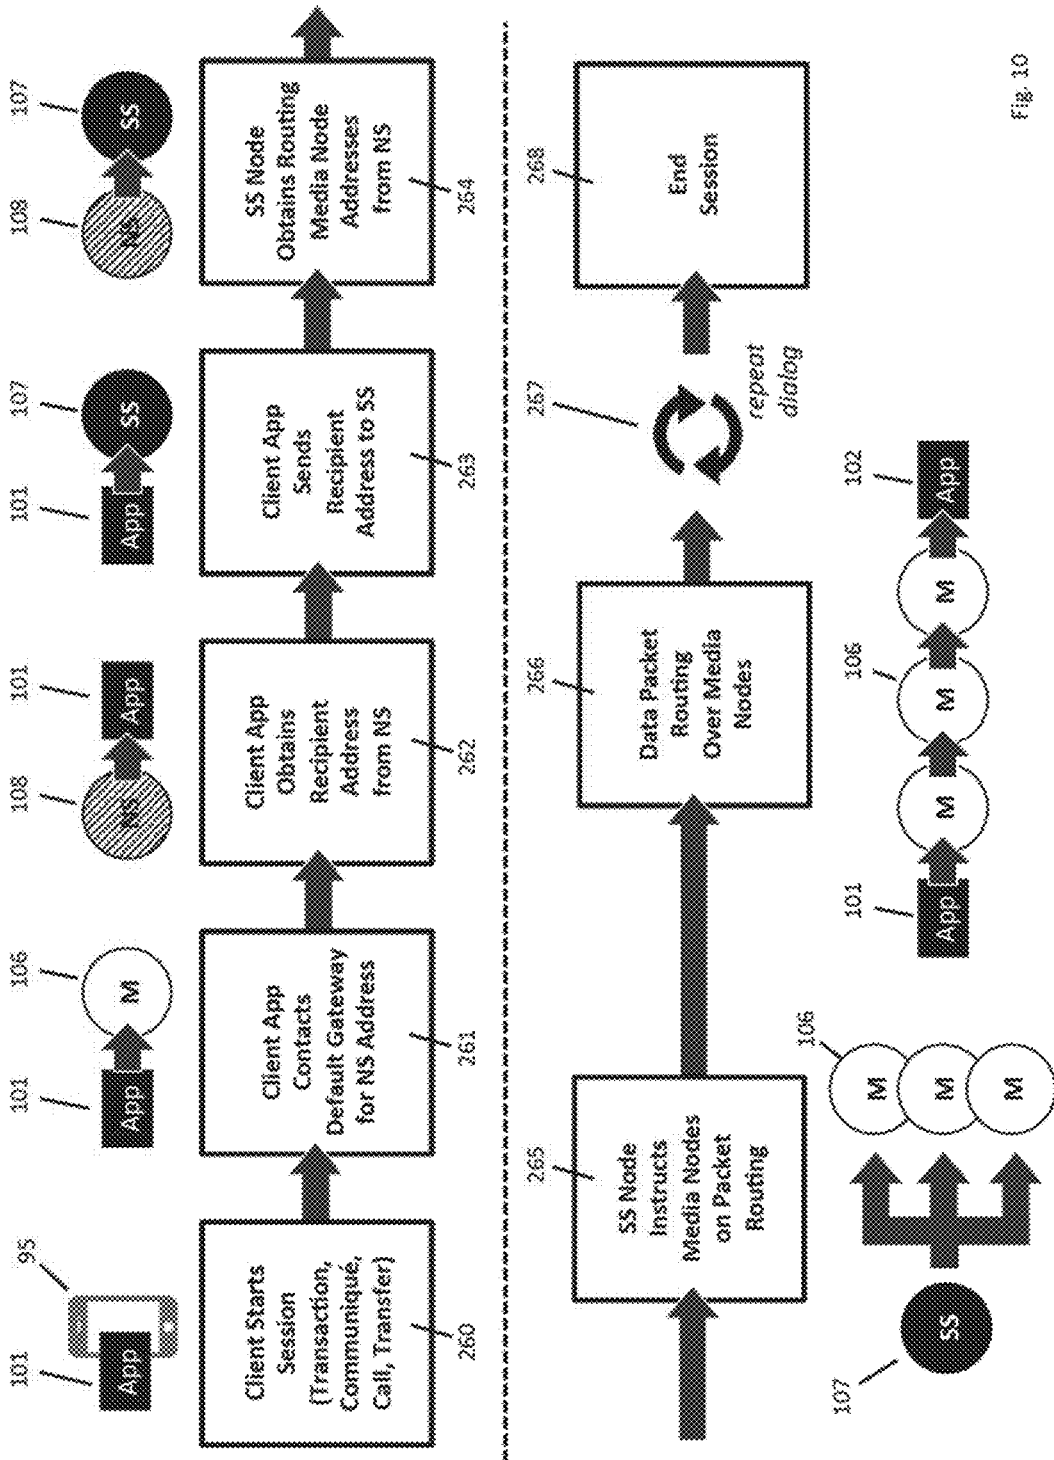 101
95
App
Client Starts
Session
(Transaction,
Communiqué,
Call, Transfer)
260
101
106
App
M
Client App
Contacts
Default Gateway
for NS Address
261
108
101
NS
App
Client App
Obtains
Recipient
Address
from NS
262
101
107
App
SS
Client App
Sends
Recipient
Address to SS
263
108
107
NS
SS
SS Node
Obtains Routing
Media Node
Addresses
from NS
264
265
SS Node
Instructs
Media Nodes
on Packet
Routing
107
SS
106
M
M
M
266
Data Packet
Routing
Over Media
Nodes
101
App
M
106
M
M
102
App
267
repeat
dialog
268
End
Session
Fig. 10